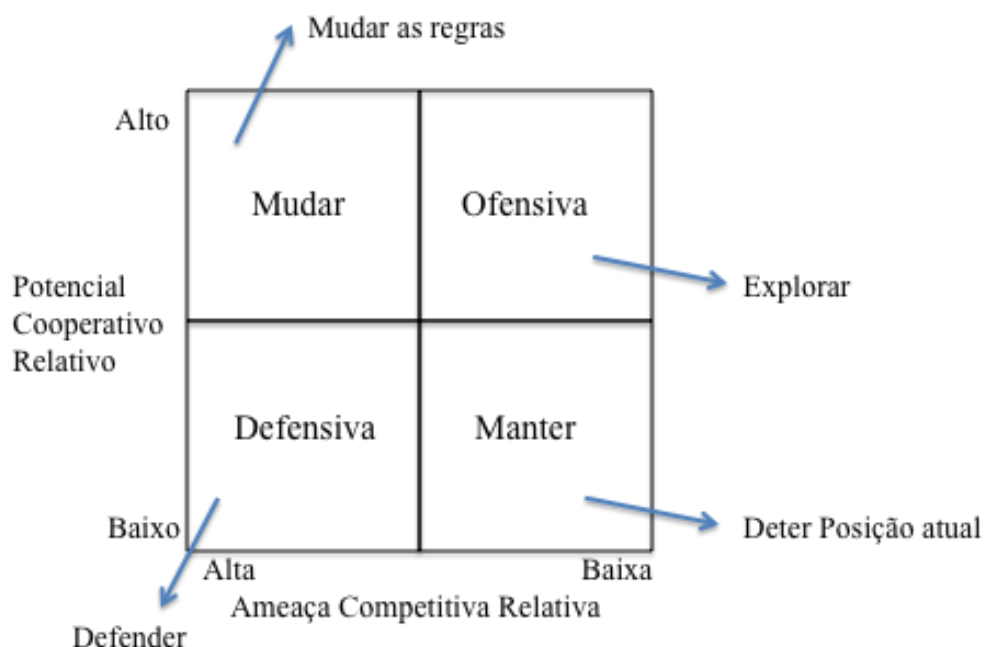 Mudar as regras
Alto
Mudar
Ofensiva
Potencial
Cooperativo
Relativo
Explorar
Defensiva
Manter
Baixo
Deter Posição atual
Alta
Baixa
Ameaça Competitiva Relativa
Defender